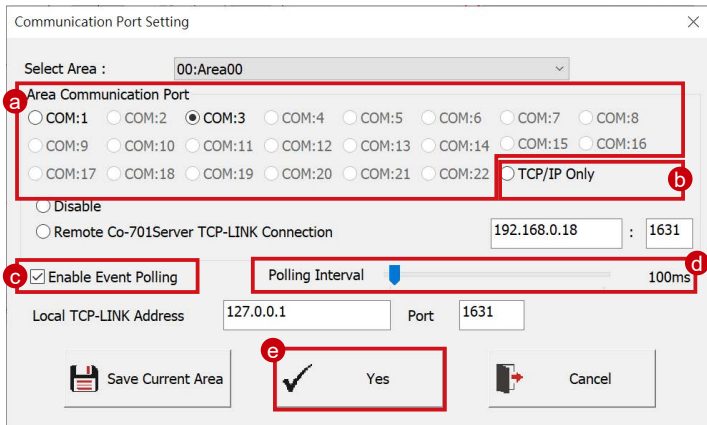 Communication Port Setting
Select Area : 00:Area00
Area Communication Port
a
COM:1 COM:2 COM:3 COM:4 COM:5 COM:6 COM:7 COM:8
COM:9 COM:10 COM:11 COM:12 COM:13 COM:14 COM:15 COM:16
COM:17 COM:18 COM:19 COM:20 COM:21 COM:22 TCP/IP Only b
Disable
Remote Co-701Server TCP-LINK Connection 192.168.0.18 : 1631
c Enable Event Polling Polling Interval 100ms d
Local TCP-LINK Address 127.0.0.1 Port 1631
e
Save Current Area Yes Cancel